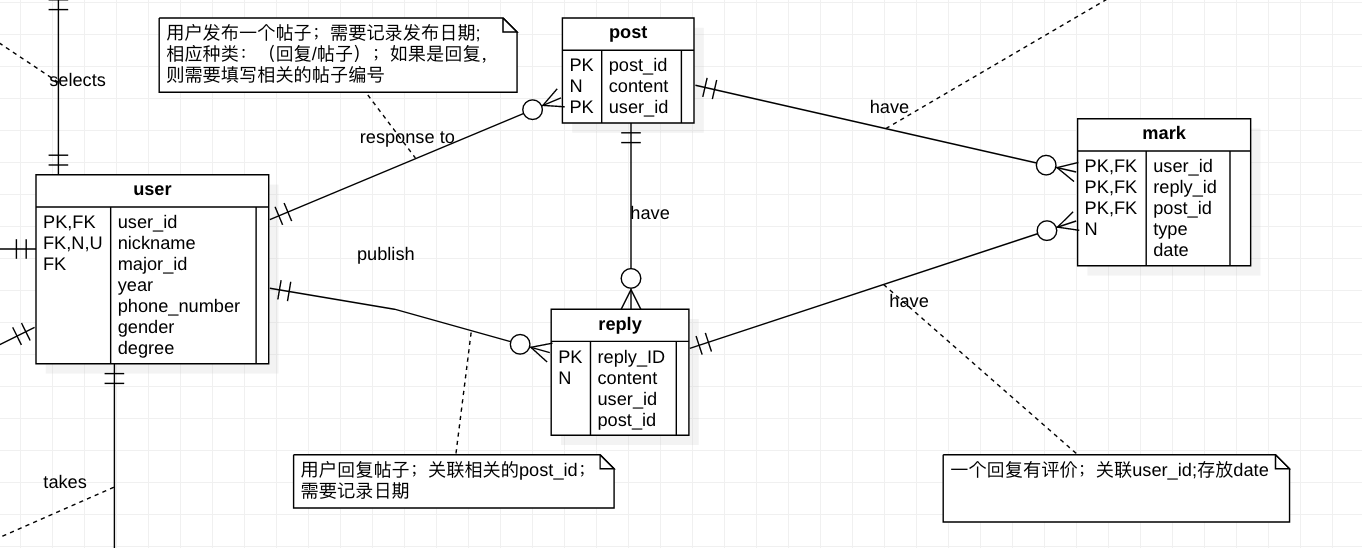 selects
用户发布一个帖子；需要记录发布日期;
相应种类：（回复/帖子）；如果是回复，
则需要填写相关的帖子编号
response to
post
PK post_id
N content
PK user_id
have
mark
PK,FK user_id
PK,FK reply_id
PK,FK post_id
N type
date
user
PK,FK user_id
FK,N,U nickname
FK major_id
year
phone_number
gender
degree
have
publish
reply
PK reply_ID
N content
user_id
post_id
have
takes
用户回复帖子；关联相关的post_id；
需要记录日期
一个回复有评价；关联user_id;存放date